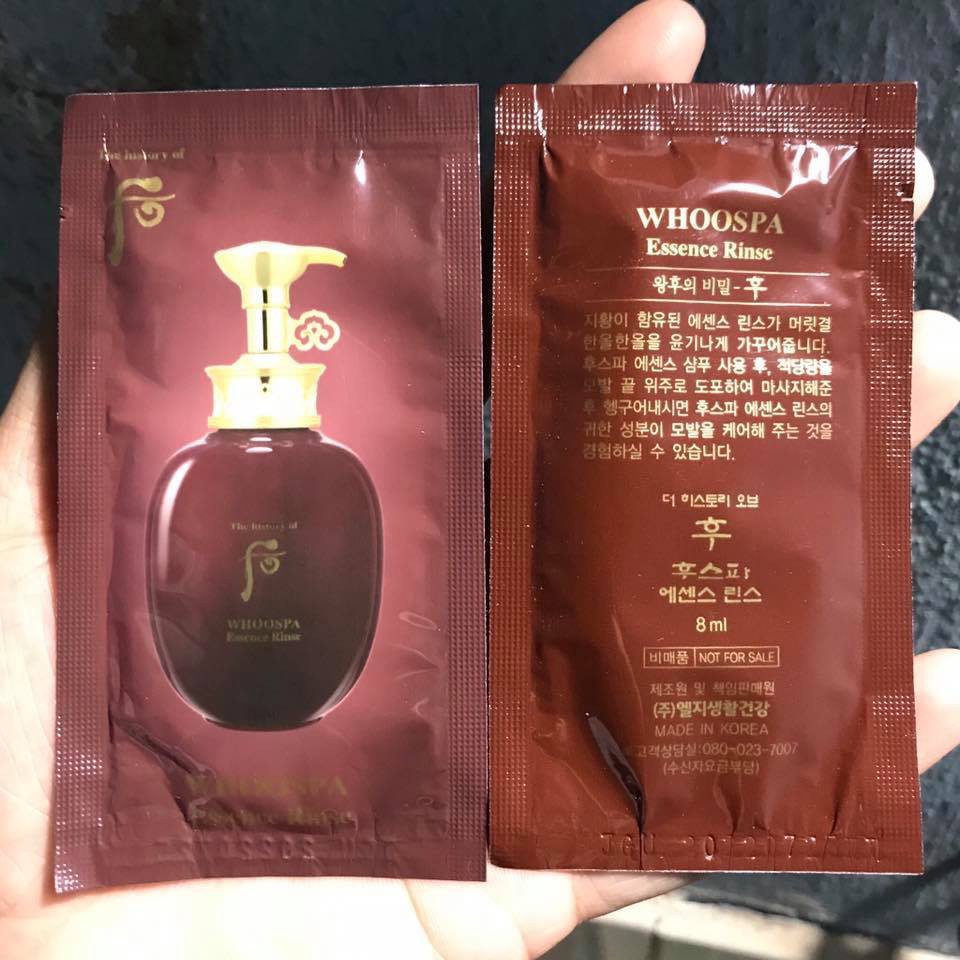 The history of
后
The history of
后
WHOOSPA
Essence Rinse
WHOOSPA
Essence Rinse
WHOOSPA
Essence Rinse
왕후의 비밀-후
지황이 함유된 에센스 린스가 머릿결
한올한올을 윤기나게 가꾸어줍니다.
후스파 에센스 샴푸 사용 후, 적당량을
모발 끝 위주로 도포하여 마사지해준
후 헹구어내시면 후스파 에센스 린스의
귀한 성분이 모발을 케어해 주는 것을
경험하실 수 있습니다.
더 히스토리 오브
후
후스파
에센스 린스
8ml
비매품 NOT FOR SALE
제조원 및 책임판매원
(주)엘지생활건강
MADE IN KOREA
고객상담실:080-023-7007
(수신자요금부담)